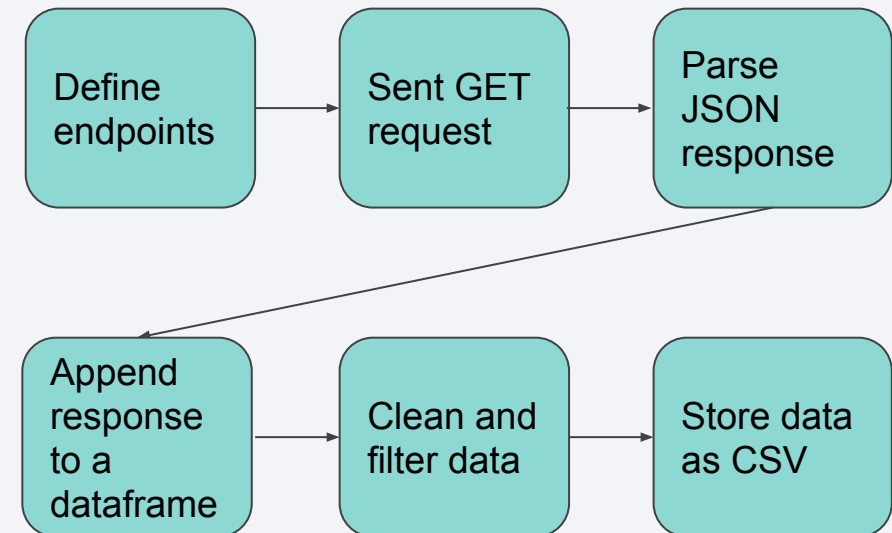 Define
endpoints
Sent GET
request
Parse
JSON
response
Append
response
to a
dataframe
Clean and
filter data
Store data
as CSV